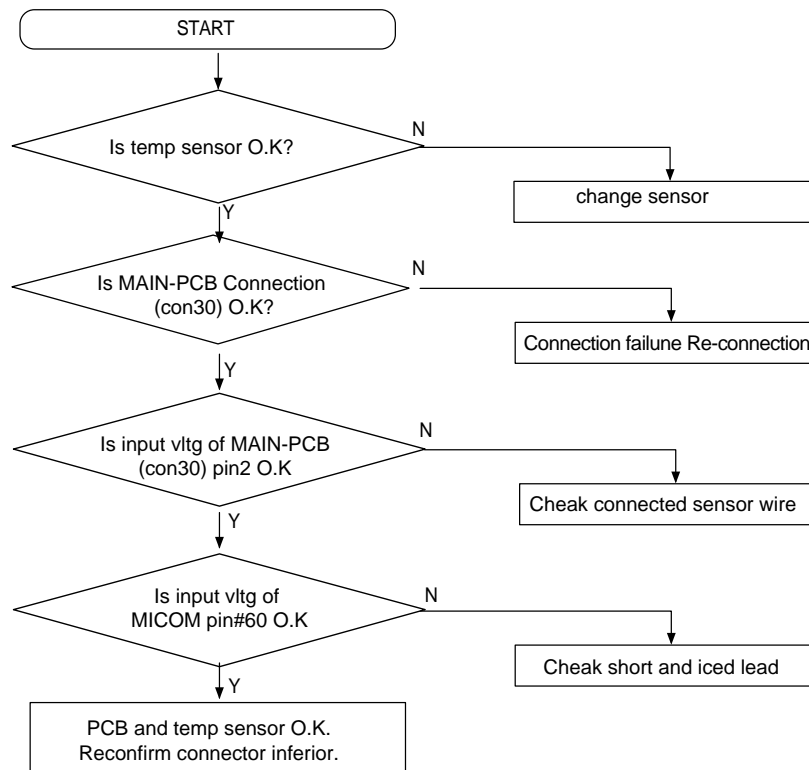 START
Is temp sensor O.K?
N
change sensor
Y
Is MAIN-PCB Connection
(con30) O.K?
N
Connection failune Re-connection
Y
Is input vltg of MAIN-PCB
(con30) pin2 O.K
N
Cheak connected sensor wire
Y
Is input vltg of
MICOM pin#60 O.K
N
Cheak short and iced lead
Y
PCB and temp sensor O.K.
Reconfirm connector inferior.